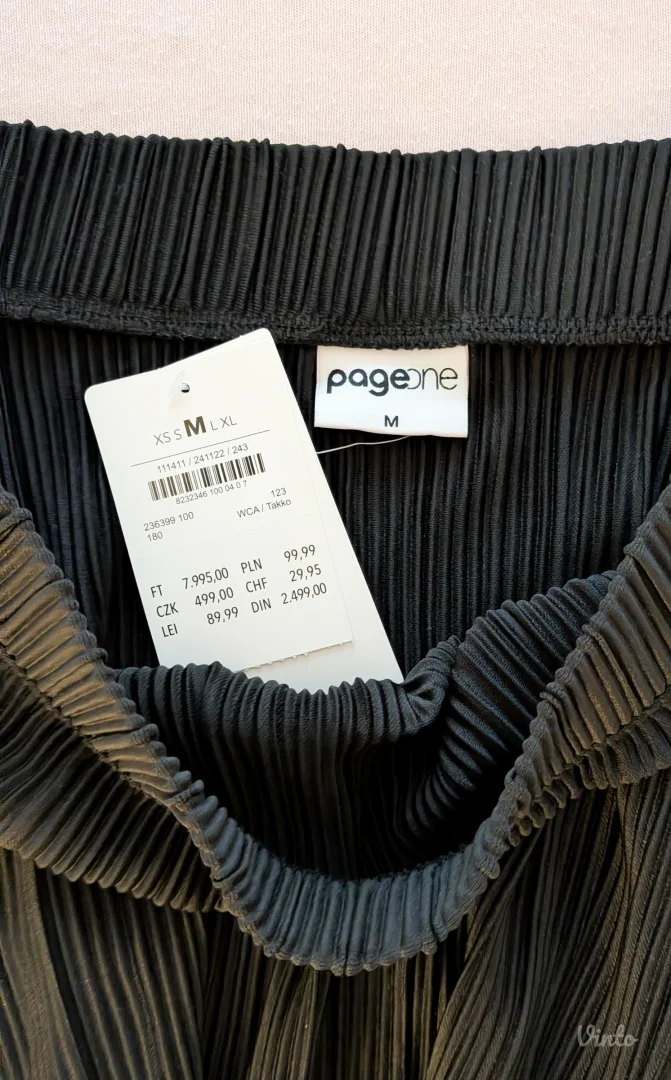 pageone
M
XS S M L XL
111411 / 241122 / 243
8232346 100 04 0 7
236399 100 123
180 WCA / Takko
FT 7.995,00 PLN 99,99
CZK 499,00 CHF 29,95
LEI 89,99 DIN 2.499,00
Vinto